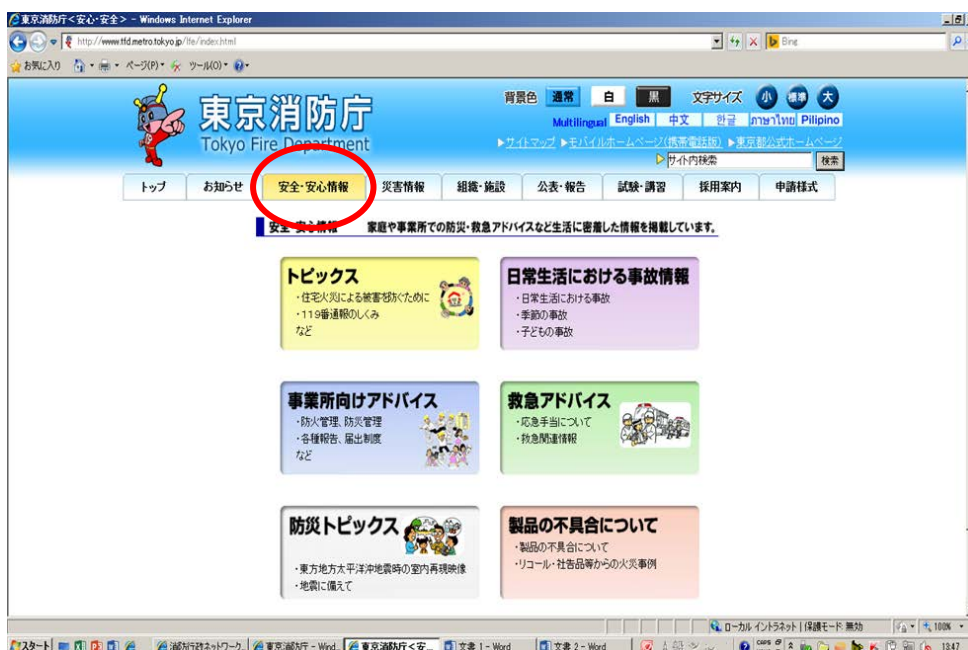 東京消防庁<安心・安全> - Windows Internet Explorer
http://www.tfd.metro.tokyo.jp/lfe/index.html
Bing
お気に入り
ページ(P)
ツール(O)
東京消防庁
Tokyo Fire Department
背景色 通常 白 黒 文字サイズ 小 標準 大
Multilingual English 中文 한글 ภาษาไทย Pilipino
▶サイトマップ ▶モバイルホームページ(携帯電話版) ▶東京都公式ホームページ
サイト内検索 検索
トップ お知らせ 安全・安心情報 災害情報 組織・施設 公表・報告 試験・講習 採用案内 申請様式
安全・安心情報 家庭や事業所での防災・救急アドバイスなど生活に密着した情報を掲載しています。
トピックス
・住宅火災による被害を防ぐために
・119番通報のしくみ
など
日常生活における事故情報
・日常生活における事故
・季節の事故
・子どもの事故
事業所向けアドバイス
・防火管理、防災管理
・各種報告、届出制度
など
救急アドバイス
・応急手当について
・救急関連情報
防災トピックス
・東方地方太平洋沖地震時の室内再現映像
・地震に備えて
製品の不具合について
・製品の不具合について
・リコール・社告品等からの火災事例
ローカル イントラネット | 保護モード: 無効
100%
スタート 消防行政ネットワーク 東京消防庁 - Wind... 東京消防庁<安... 文書 1 - Word 文書 2 - Word
CAPS
13:47